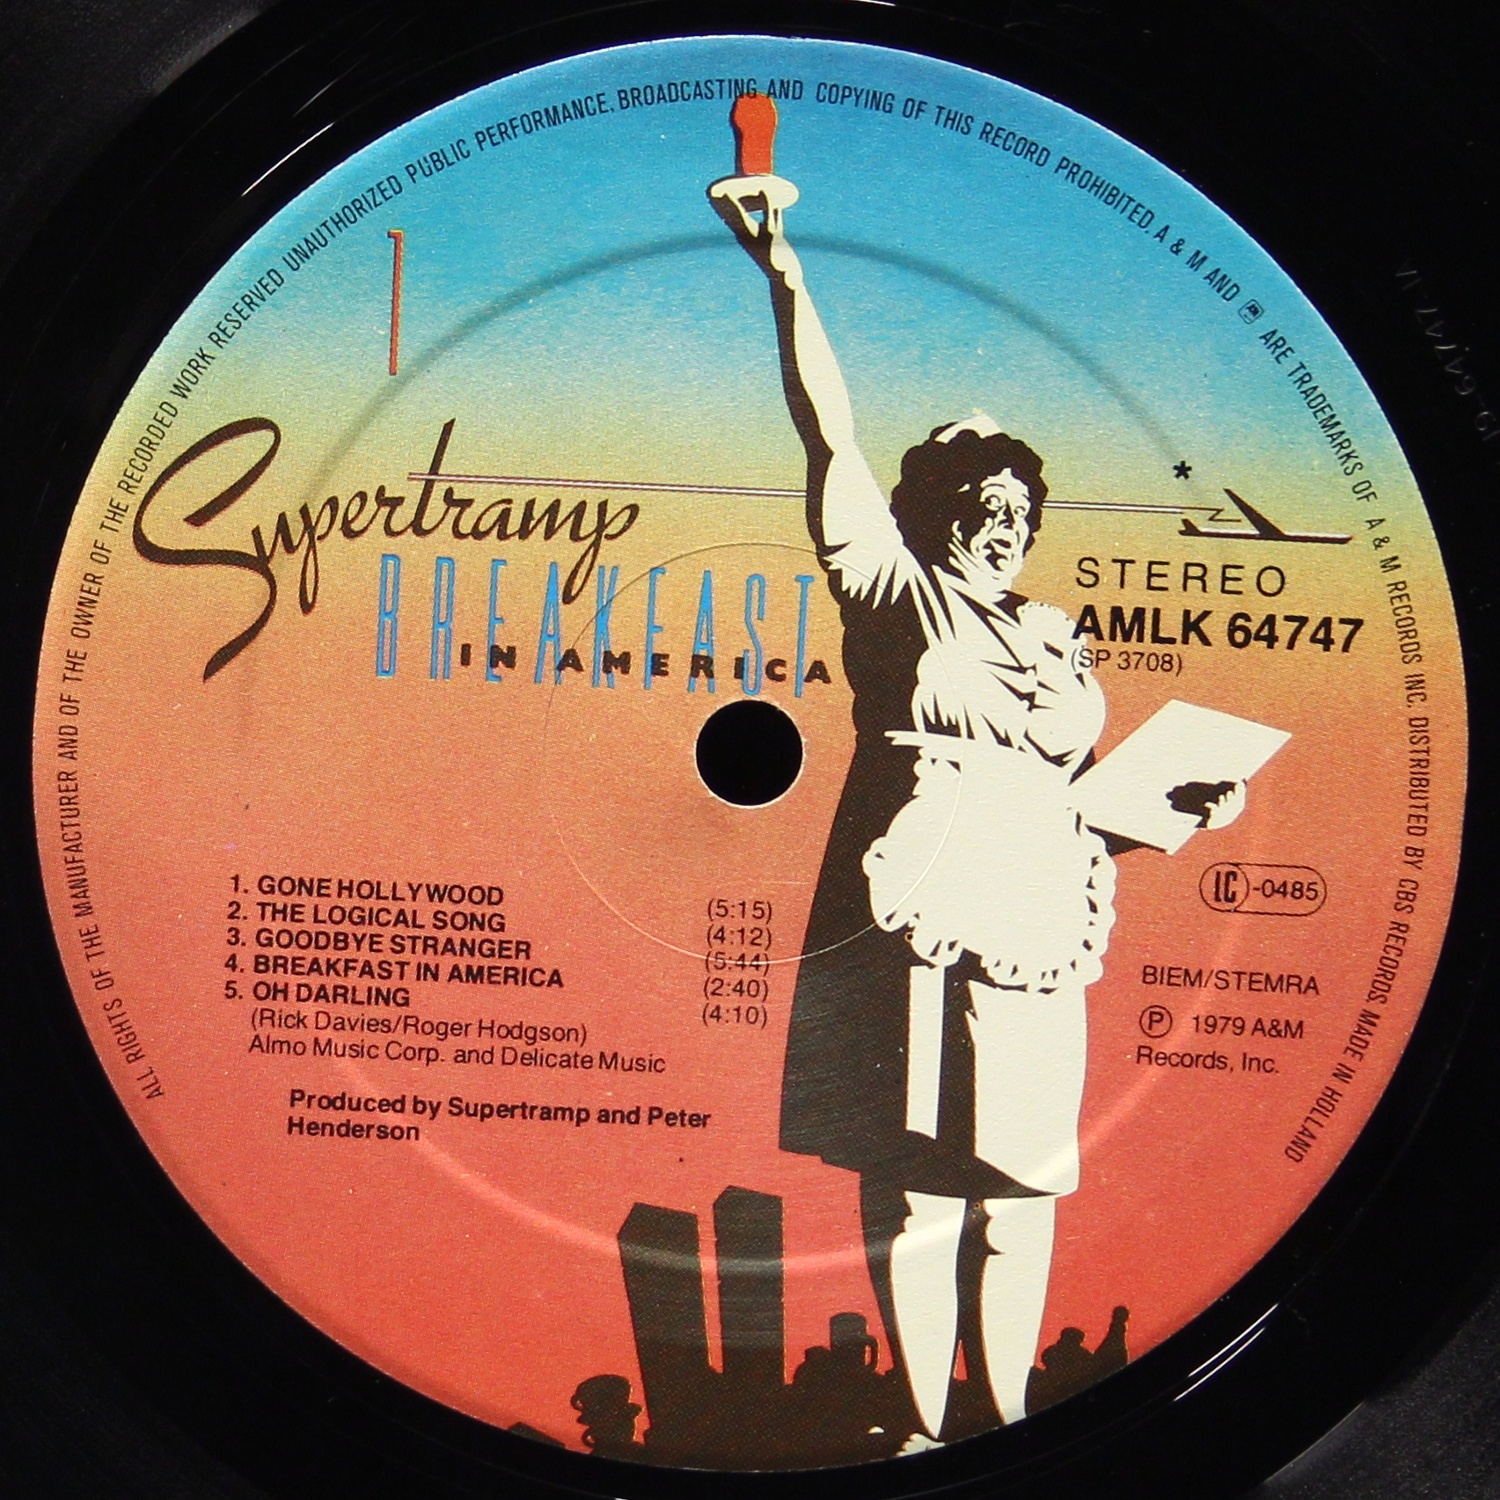 ALL RIGHTS OF THE MANUFACTURER AND OF THE OWNER OF THE RECORDED WORK RESERVED UNAUTHORIZED PUBLIC PERFORMANCE, BROADCASTING AND COPYING OF THIS RECORD PROHIBITED. A & M AND A&M ARE TRADEMARKS OF A & M RECORDS INC. DISTRIBUTED BY CBS RECORDS. MADE IN HOLLAND
1
Supertramp
BREAKFAST
IN AMERICA
*
STEREO
AMLK 64747
(SP 3708)
1. GONE HOLLYWOOD (5:15)
2. THE LOGICAL SONG (4:12)
3. GOODBYE STRANGER (5:44)
4. BREAKFAST IN AMERICA (2:40)
5. OH DARLING (4:10)
(Rick Davies/Roger Hodgson)
Almo Music Corp. and Delicate Music
Produced by Supertramp and Peter
Henderson
LC-0485
BIEM/STEMRA
Ⓟ 1979 A&M
Records, Inc.